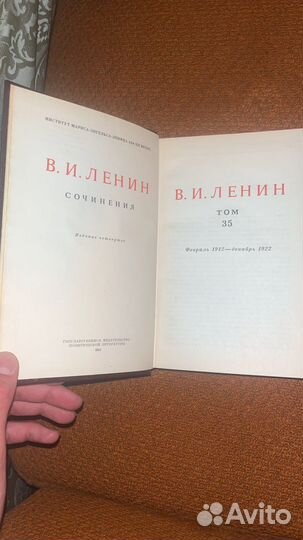 ИНСТИТУТ МАРКСА-ЭНГЕЛЬСА-ЛЕНИНА ПРИ ЦК ВКП(б)
В. И. ЛЕНИН
СОЧИНЕНИЯ
Издание четвертое
ГОСУДАРСТВЕННОЕ ИЗДАТЕЛЬСТВО
ПОЛИТИЧЕСКОЙ ЛИТЕРАТУРЫ
В. И. ЛЕНИН
ТОМ
35
Февраль 1912—декабрь 1922
Avito